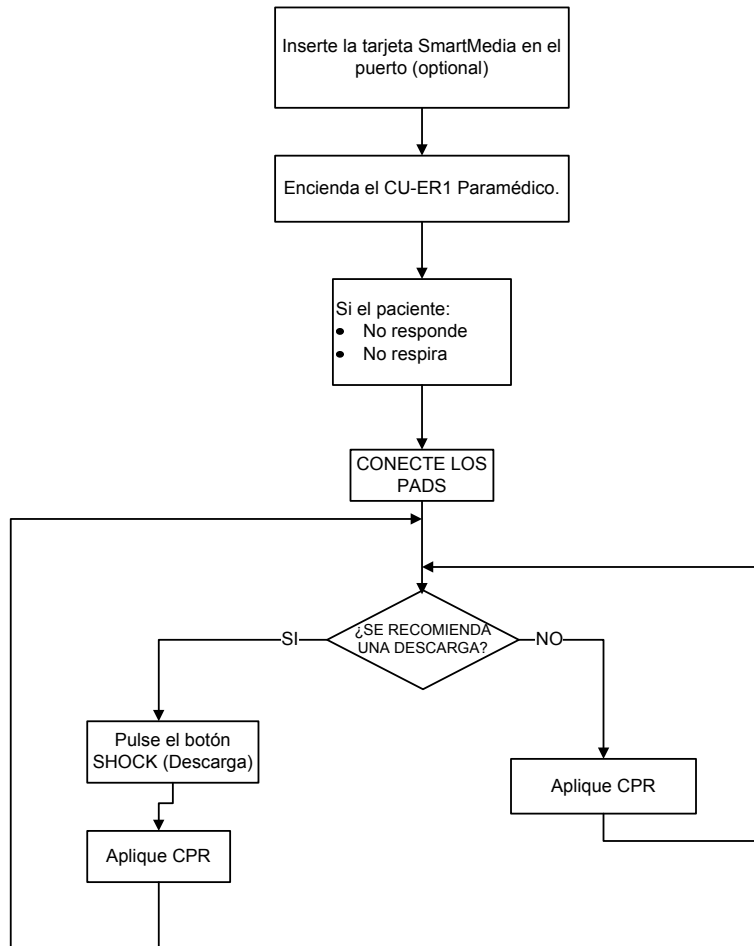 Inserte la tarjeta SmartMedia en el
puerto (optional)
Encienda el CU-ER1 Paramédico.
Si el paciente:
• No responde
• No respira
CONECTE LOS
PADS
¿SE RECOMIENDA
UNA DESCARGA?
SI
NO
Pulse el botón
SHOCK (Descarga)
Aplique CPR
Aplique CPR